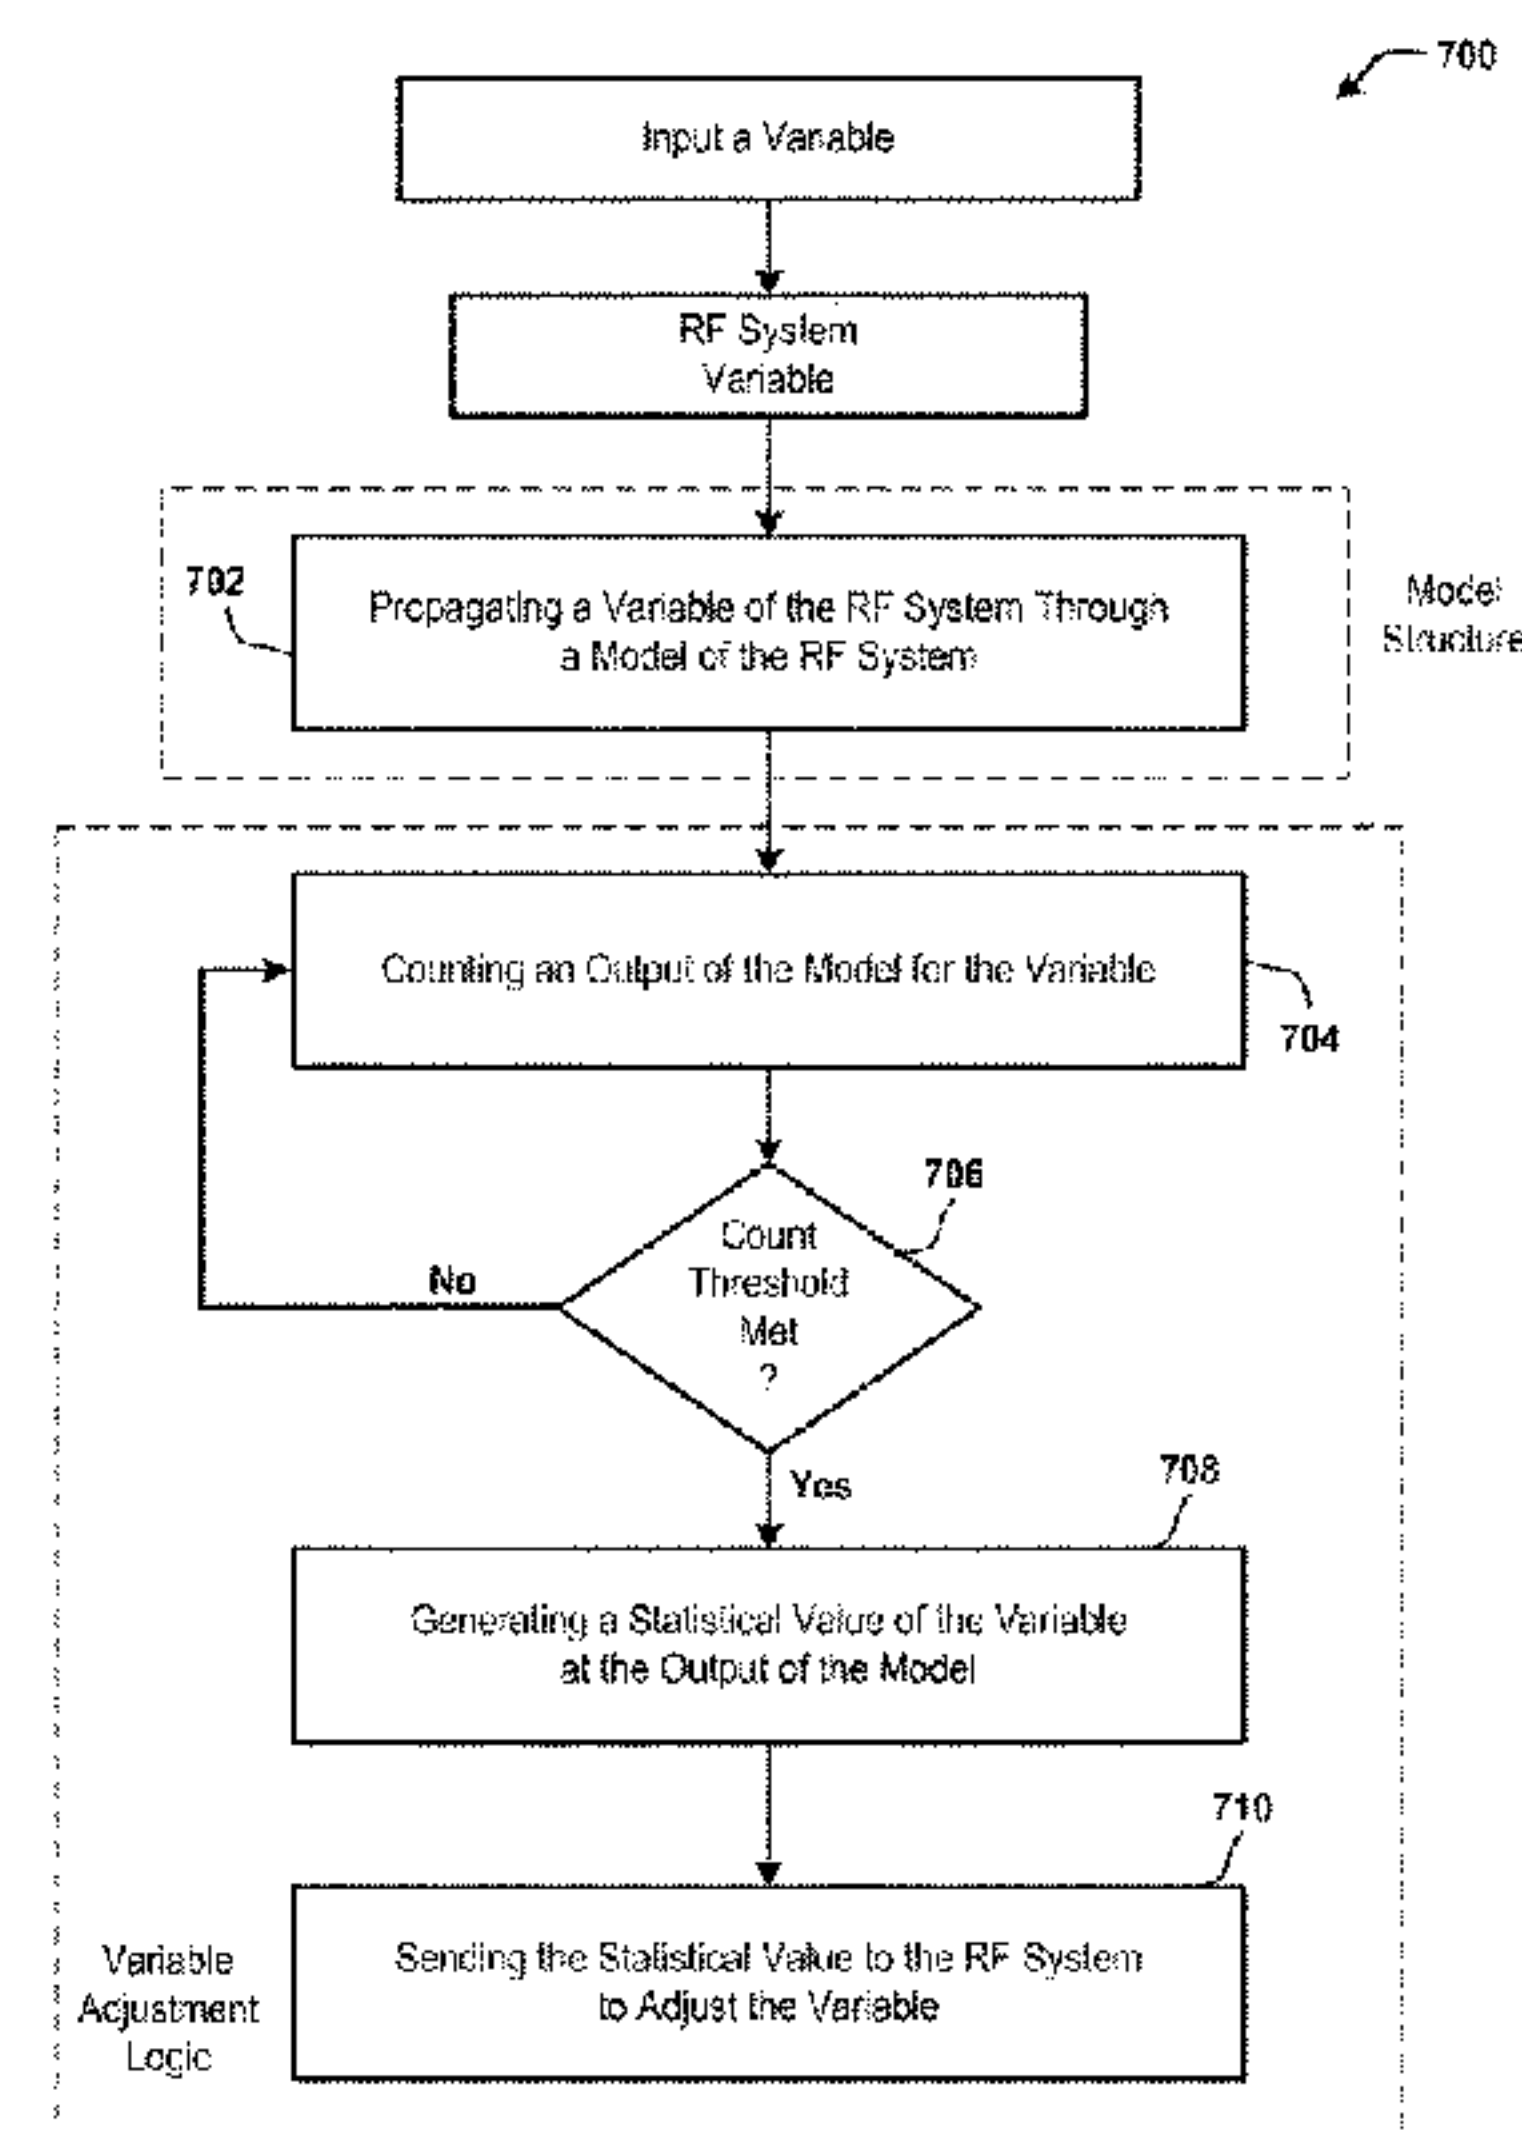 700
Input a Variable
RF System
Variable
702
Propagating a Variable of the RF System Through
a Model of the RF System
Model
Structure
Counting an Output of the Model for the Variable
704
706
Count
Threshold
Met
?
No
Yes
708
Generating a Statistical Value of the Variable
at the Output of the Model
710
Sending the Statistical Value to the RF System
to Adjust the Variable
Variable
Adjustment
Logic